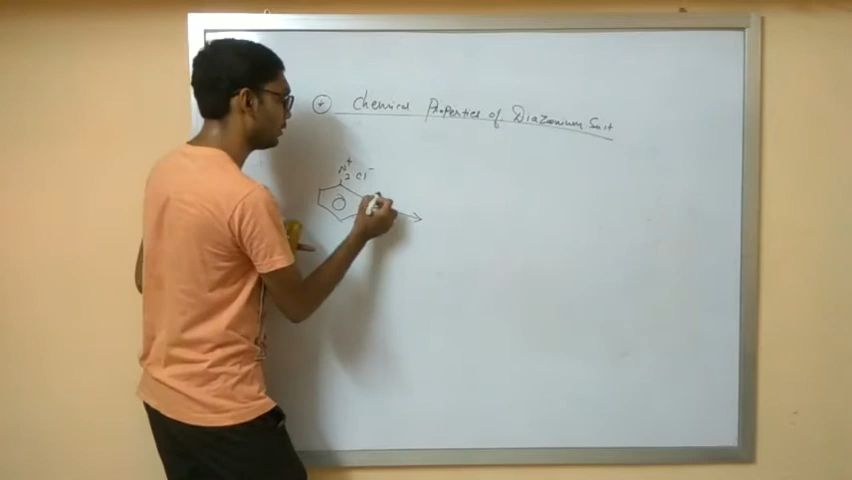 + Chemical Properties of Diazonium Salt
N₂⁺ Cl⁻